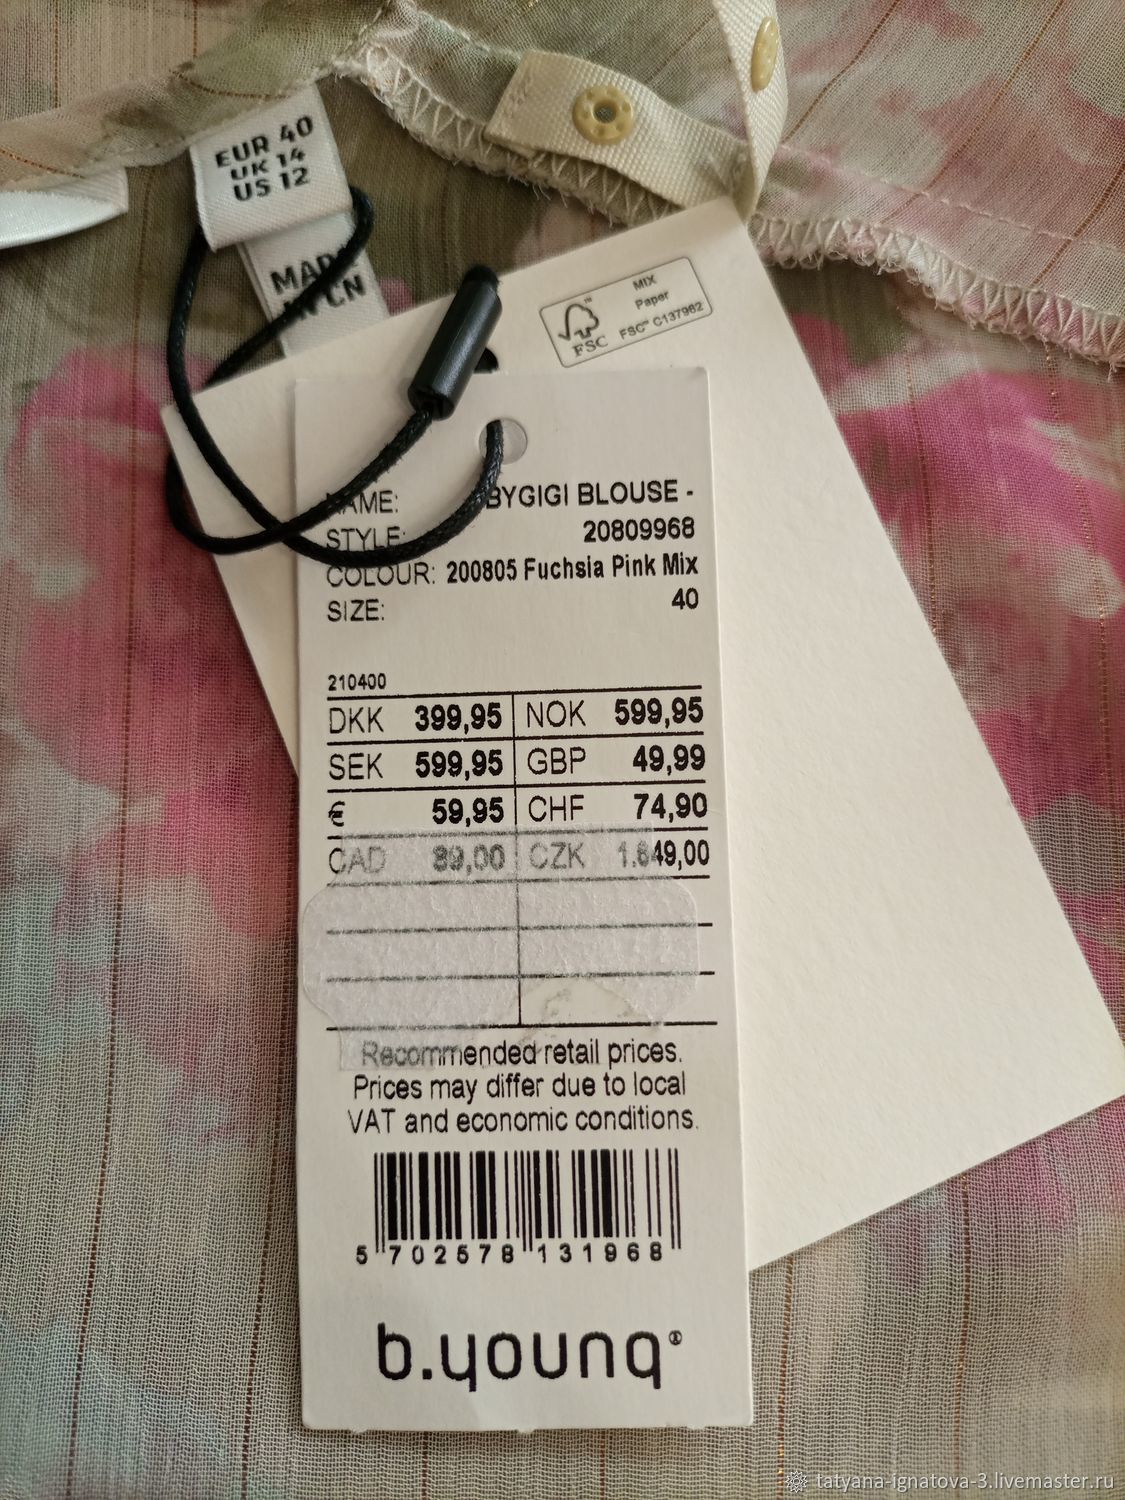 EUR 40
UK 14
US 12
MADE
IN CN
MIX
Paper
FSC™ C137982
FSC
NAME: BYGIGI BLOUSE -
STYLE: 20809968
COLOUR: 200805 Fuchsia Pink Mix
SIZE: 40
210400
DKK 399,95 NOK 599,95
SEK 599,95 GBP 49,99
€ 59,95 CHF 74,90
CAD 89,00 CZK 1.649,00
Recommended retail prices.
Prices may differ due to local
VAT and economic conditions.
5 702578 131968
b.young®
tatyana-ignatova-3.livemaster.ru